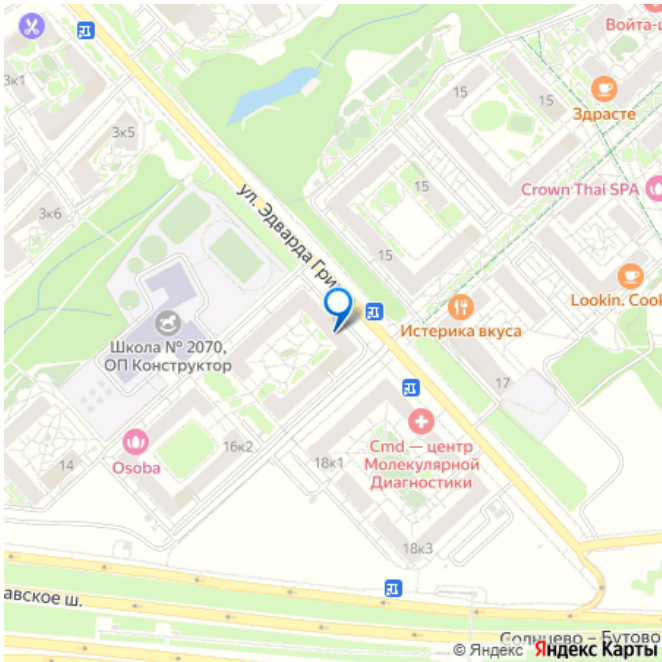 Войта-ц
3к1
15
Здрасте
3к5
15
Crown Thai SPA
3к6
ул. Эдварда Гри
15
Lookin. Cook
Истерика вкуса
Школа № 2070,
ОП Конструктор
17
16к2
Cmd — центр
Молекулярной
Диагностики
14
Osoba
18к1
18к3
авское ш.
Солнцево – Бутово
© Яндекс Яндекс Карты